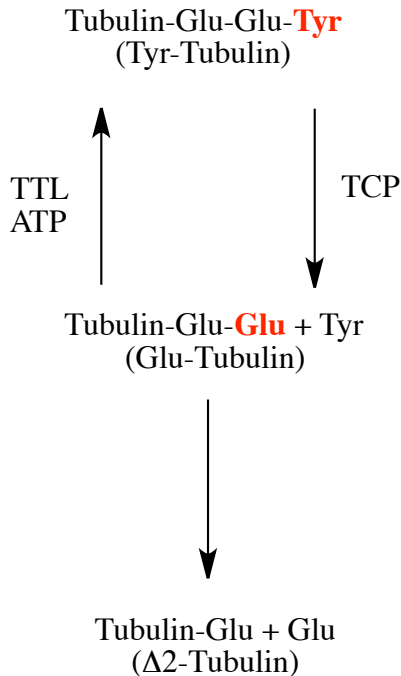 Tubulin-Glu-Glu-Tyr
(Tyr-Tubulin)
TTL
ATP
TCP
Tubulin-Glu-Glu + Tyr
(Glu-Tubulin)
Tubulin-Glu + Glu
(Δ2-Tubulin)